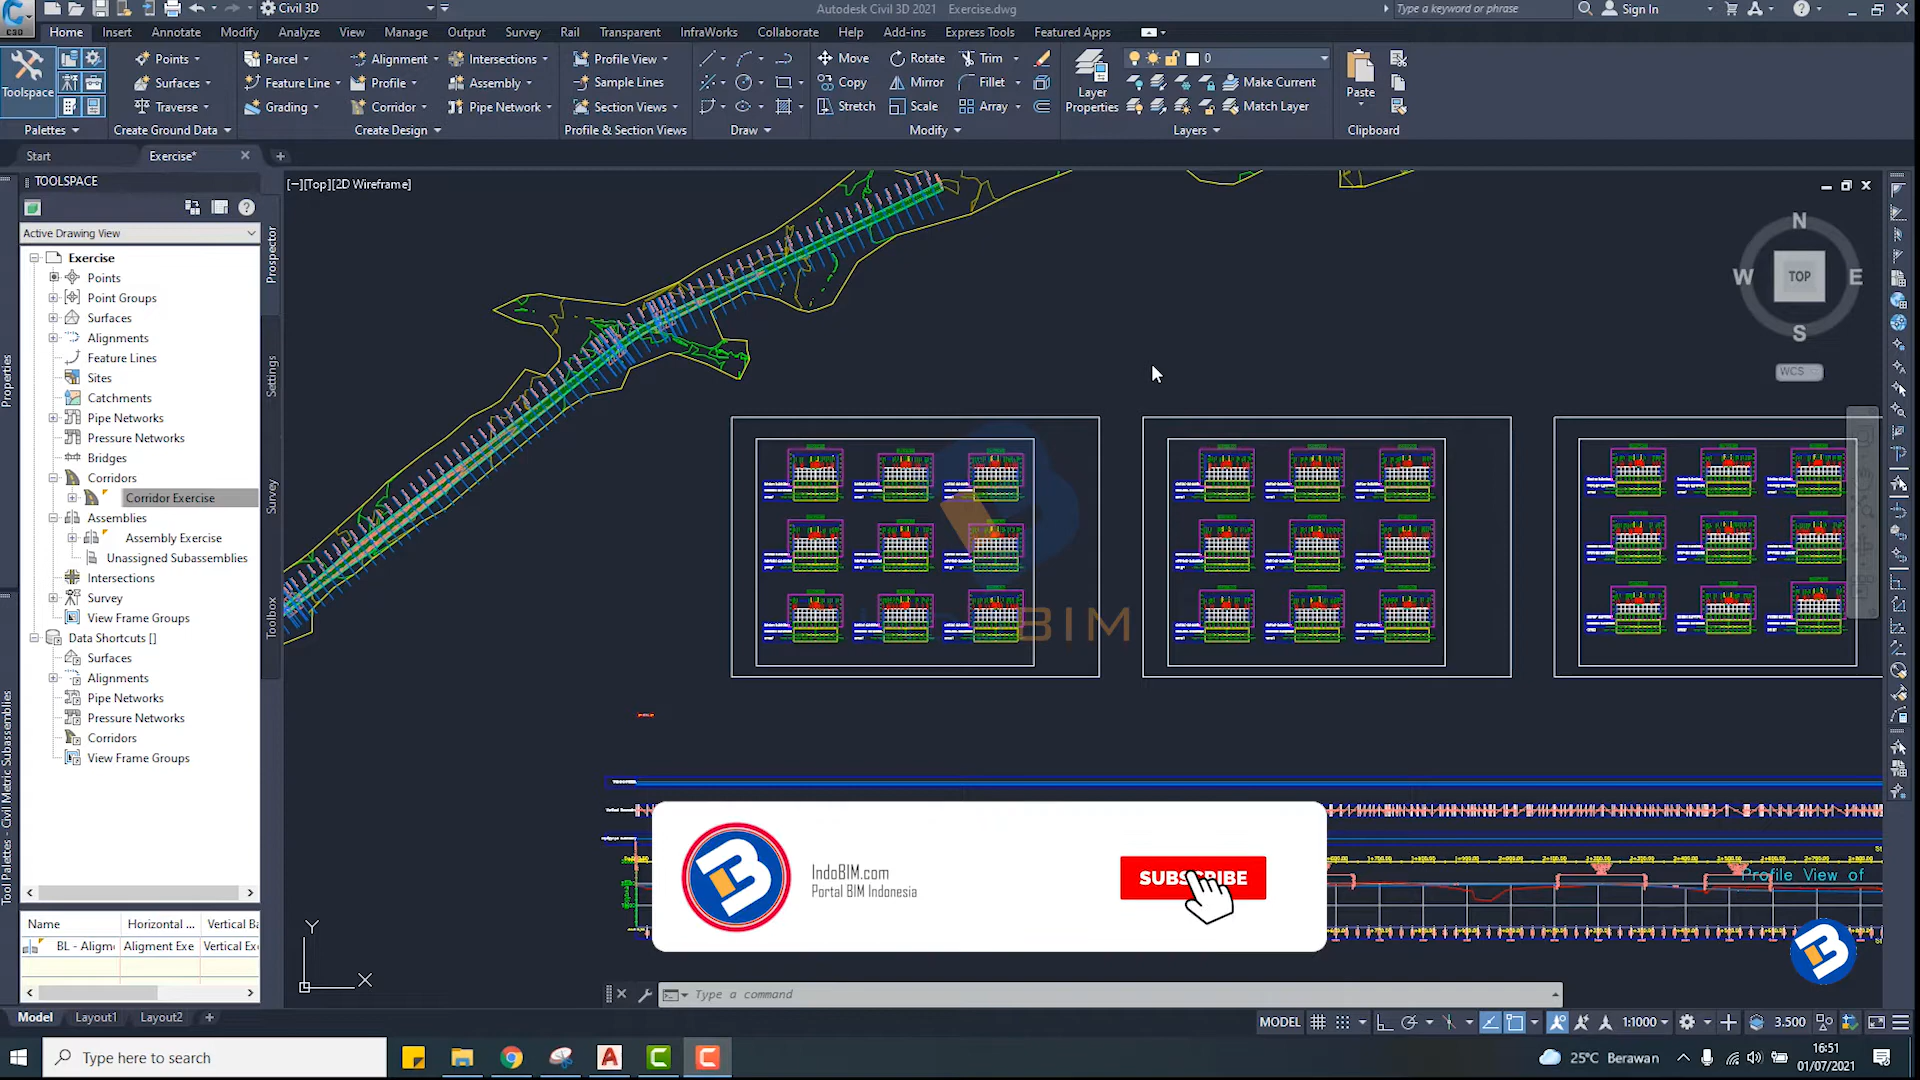 Civil 3D
Autodesk Civil 3D 2021 Exercise.dwg
Type a keyword or phrase
Sign In
Home Insert Annotate Modify Analyze View Manage Output Survey Rail Transparent InfraWorks Collaborate Help Add-ins Express Tools Featured Apps
Toolspace
Points
Surfaces
Traverse
Parcel
Feature Line
Grading
Alignment
Profile
Corridor
Intersections
Assembly
Pipe Network
Profile View
Sample Lines
Section Views
Move
Copy
Stretch
Rotate
Mirror
Scale
Trim
Fillet
Array
Layer
Properties
0
Make Current
Match Layer
Paste
Palettes
Create Ground Data
Create Design
Profile & Section Views
Draw
Modify
Layers
Clipboard
Start
Exercise*
TOOLSPACE
Active Drawing View
Exercise
Points
Point Groups
Surfaces
Alignments
Feature Lines
Sites
Catchments
Pipe Networks
Pressure Networks
Bridges
Corridors
Corridor Exercise
Assemblies
Assembly Exercise
Unassigned Subassemblies
Intersections
Survey
View Frame Groups
Data Shortcuts []
Surfaces
Alignments
Pipe Networks
Pressure Networks
Corridors
View Frame Groups
Name Horizontal ... Vertical Ba
BL - Aligm Aligment Exe Vertical Exe
Properties
Tool Palettes - Civil Metric Subassemblies
Prospector
Settings
Survey
Toolbox
[−][Top][2D Wireframe]
N
W
TOP
E
S
WCS
BIM
Profile View of
IndoBIM.com
Portal BIM Indonesia
SUBSCRIBE
Y
X
Type a command
Model Layout1 Layout2
MODEL
1:1000
3.500
Type here to search
25°C Berawan
16:51
01/07/2021